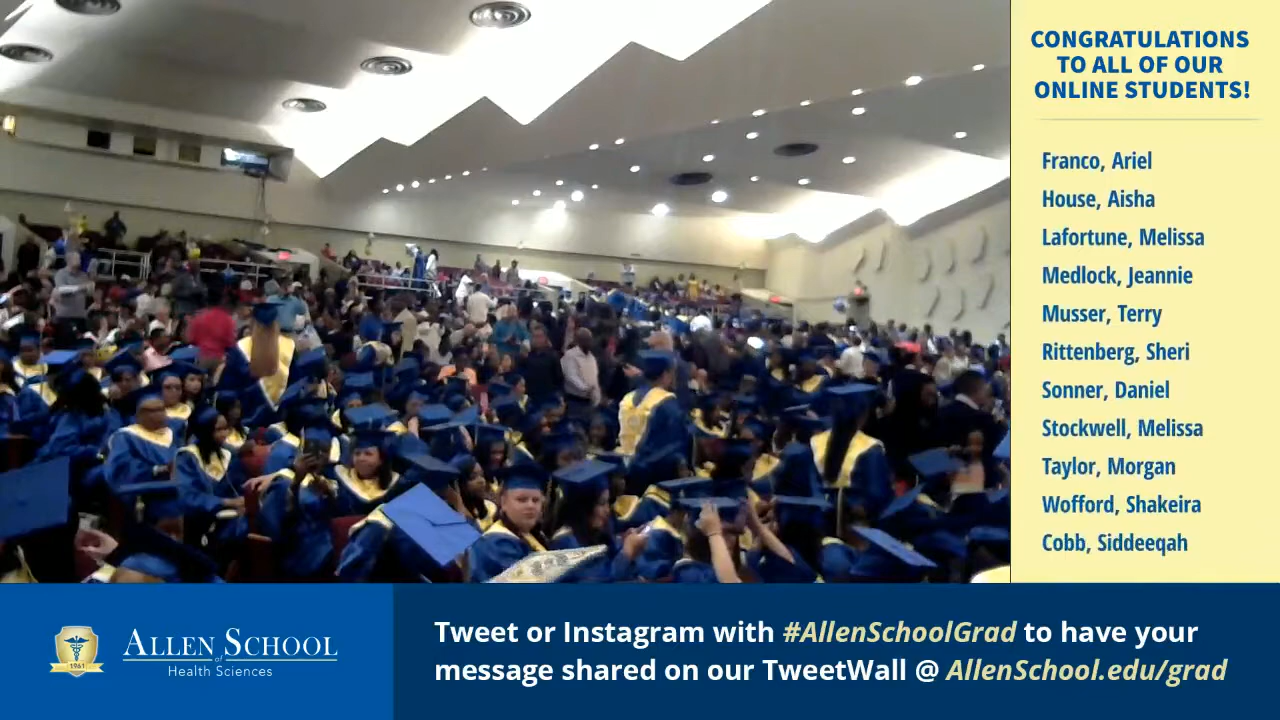 CONGRATULATIONS
TO ALL OF OUR
ONLINE STUDENTS!
Franco, Ariel
House, Aisha
Lafortune, Melissa
Medlock, Jeannie
Musser, Terry
Rittenberg, Sheri
Sonner, Daniel
Stockwell, Melissa
Taylor, Morgan
Wofford, Shakeira
Cobb, Siddeeqah
1961
ALLEN SCHOOL
of
Health Sciences
Tweet or Instagram with #AllenSchoolGrad to have your
message shared on our TweetWall @ AllenSchool.edu/grad